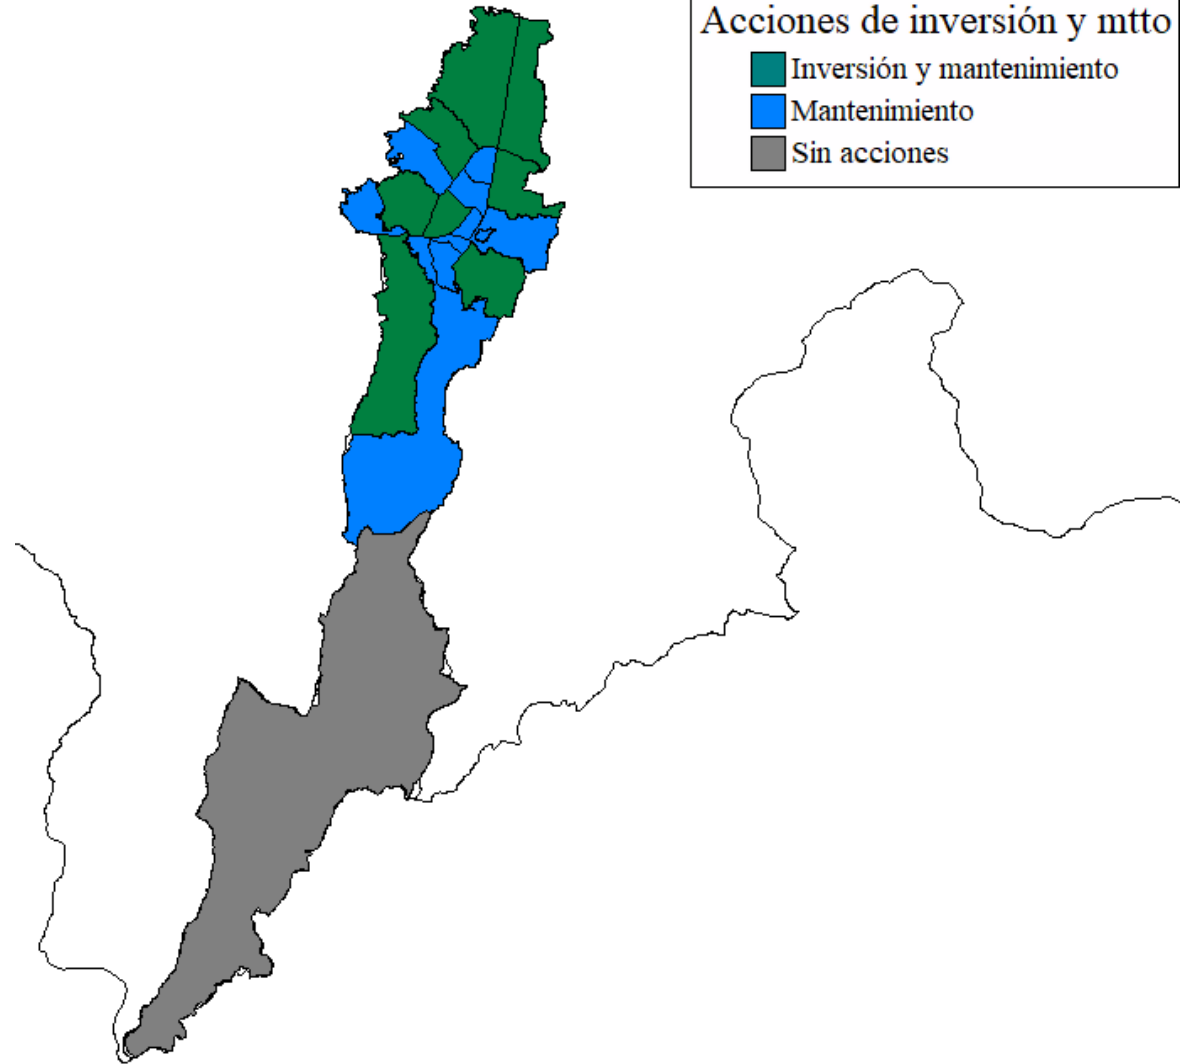 Acciones de inversión y mtto
Inversión y mantenimiento
Mantenimiento
Sin acciones